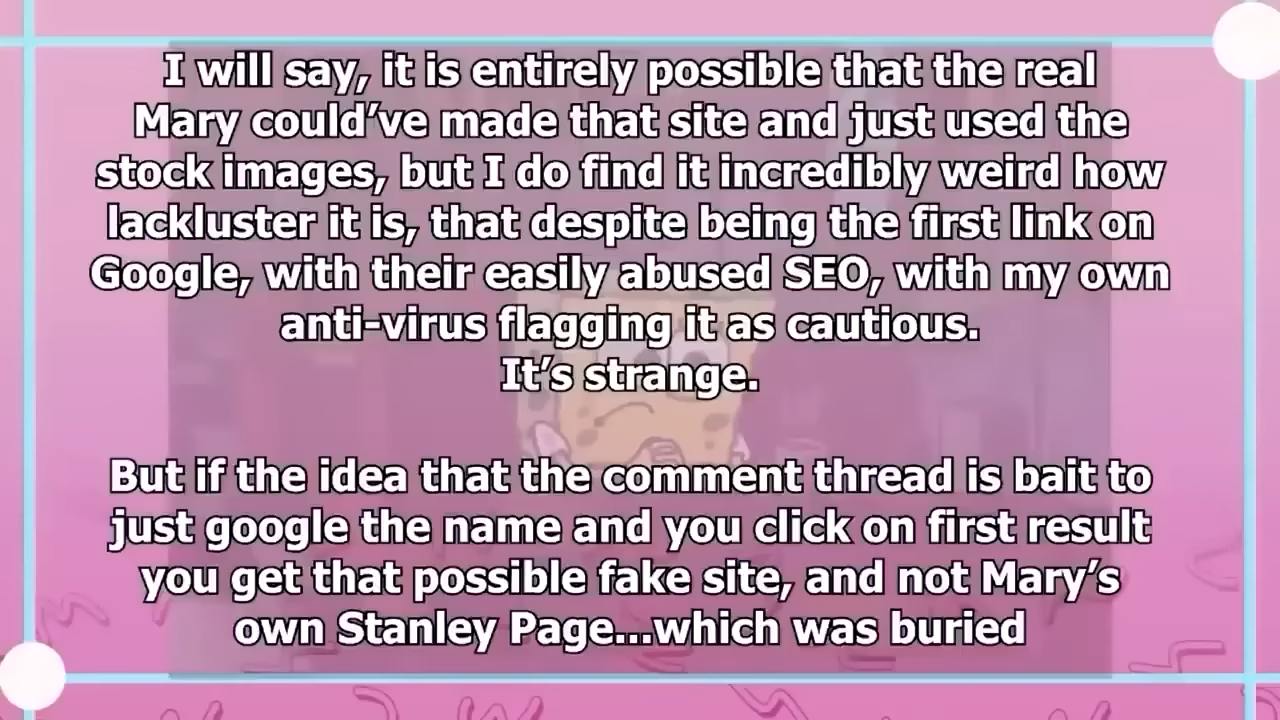 I will say, it is entirely possible that the real
Mary could’ve made that site and just used the
stock images, but I do find it incredibly weird how
lackluster it is, that despite being the first link on
Google, with their easily abused SEO, with my own
anti-virus flagging it as cautious.
It’s strange.
But if the idea that the comment thread is bait to
just google the name and you click on first result
you get that possible fake site, and not Mary’s
own Stanley Page...which was buried